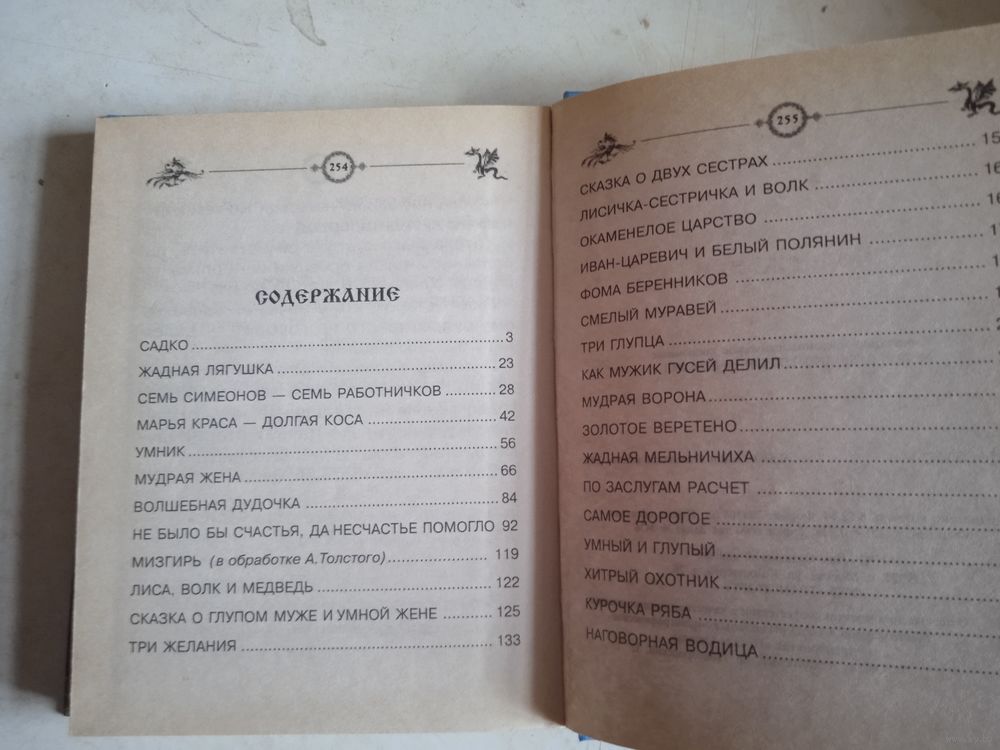 254
СОДЕРЖАНИЕ
САДКО 3
ЖАДНАЯ ЛЯГУШКА 23
СЕМЬ СИМЕОНОВ — СЕМЬ РАБОТНИЧКОВ 28
МАРЬЯ КРАСА — ДОЛГАЯ КОСА 42
УМНИК 56
МУДРАЯ ЖЕНА 66
ВОЛШЕБНАЯ ДУДОЧКА 84
НЕ БЫЛО БЫ СЧАСТЬЯ, ДА НЕСЧАСТЬЕ ПОМОГЛО 92
МИЗГИРЬ (в обработке А.Толстого) 119
ЛИСА, ВОЛК И МЕДВЕДЬ 122
СКАЗКА О ГЛУПОМ МУЖЕ И УМНОЙ ЖЕНЕ 125
ТРИ ЖЕЛАНИЯ 133
255
СКАЗКА О ДВУХ СЕСТРАХ
ЛИСИЧКА-СЕСТРИЧКА И ВОЛК
ОКАМЕНЕЛОЕ ЦАРСТВО
ИВАН-ЦАРЕВИЧ И БЕЛЫЙ ПОЛЯНИН
ФОМА БЕРЕННИКОВ
СМЕЛЫЙ МУРАВЕЙ
ТРИ ГЛУПЦА
КАК МУЖИК ГУСЕЙ ДЕЛИЛ
МУДРАЯ ВОРОНА
ЗОЛОТОЕ ВЕРЕТЕНО
ЖАДНАЯ МЕЛЬНИЧИХА
ПО ЗАСЛУГАМ РАСЧЕТ
САМОЕ ДОРОГОЕ
УМНЫЙ И ГЛУПЫЙ
ХИТРЫЙ ОХОТНИК
КУРОЧКА РЯБА
НАГОВОРНАЯ ВОДИЦА